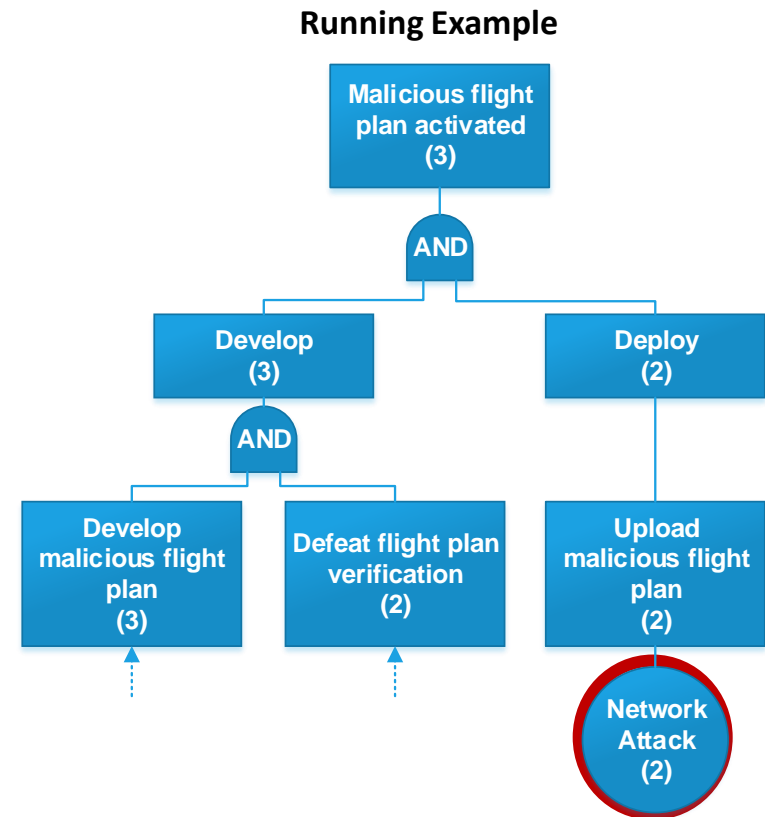 Running Example
Malicious flight
plan activated
(3)
AND
Develop
(3)
Deploy
(2)
AND
Develop
malicious flight
plan
(3)
Defeat flight plan
verification
(2)
Upload
malicious flight
plan
(2)
Network
Attack
(2)